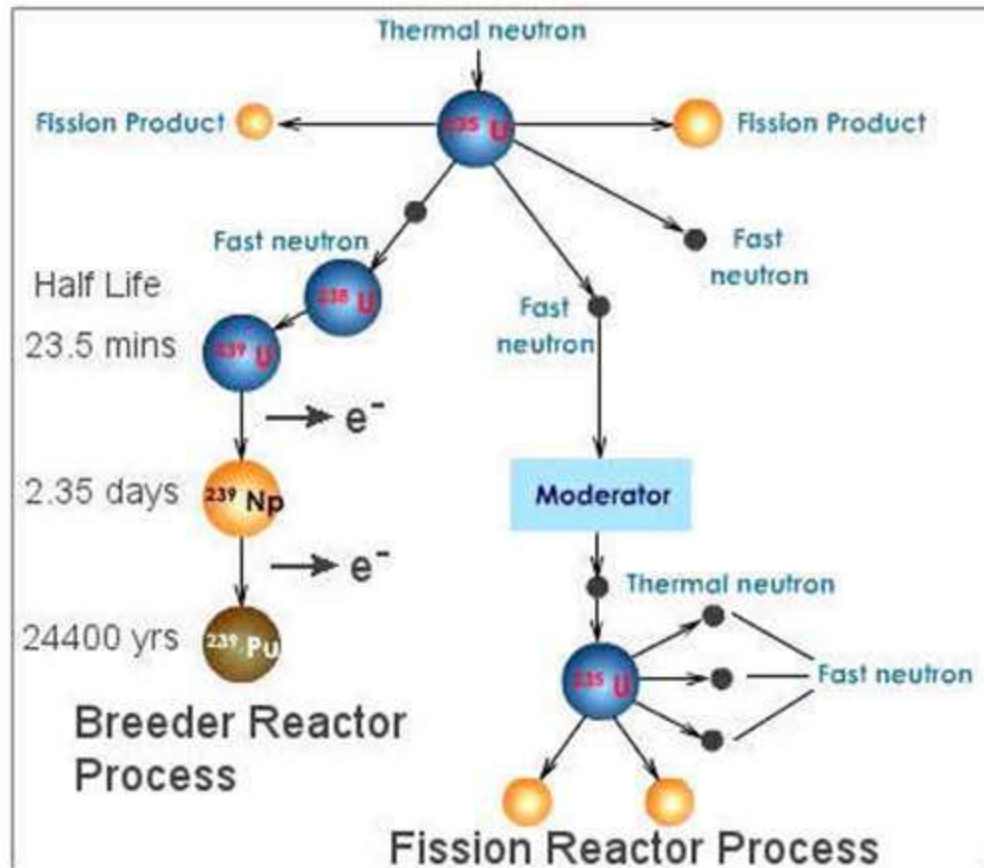 Thermal neutron
Fission Product
²³⁵ U
Fission Product
Fast neutron
Fast
neutron
Half Life
²³⁸ U
Fast
neutron
23.5 mins
²³⁹ U
e⁻
2.35 days
²³⁹ Np
Moderator
e⁻
Thermal neutron
24400 yrs
²³⁹ Pu
²³⁵ U
Fast neutron
Breeder Reactor
Process
Fission Reactor Process